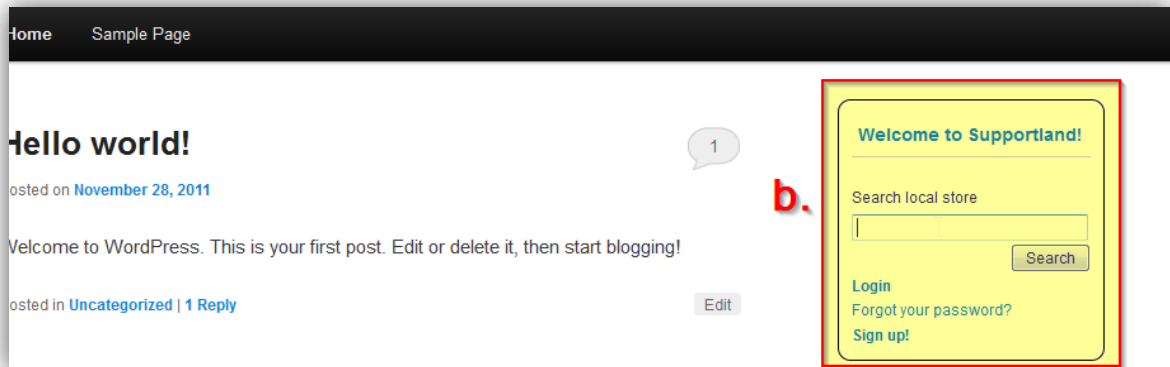 Home Sample Page
Hello world!
1
osted on November 28, 2011
Welcome to WordPress. This is your first post. Edit or delete it, then start blogging!
osted in Uncategorized | 1 Reply
Edit
b.
Welcome to Supportland!
Search local store
Search
Login
Forgot your password?
Sign up!